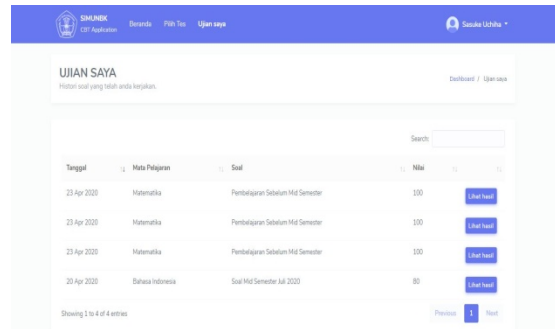 SIMUNBK
CBT Application
Beranda Pilih Tes Ujian saya
Sasuke Uchiha
UJIAN SAYA
Histori soal yang telah anda kerjakan.
Dashboard / Ujian saya
Search:
Tanggal Mata Pelajaran Soal Nilai
23 Apr 2020 Matematika Pembelajaran Sebelum Mid Semester 100 Lihat hasil
23 Apr 2020 Matematika Pembelajaran Sebelum Mid Semester 100 Lihat hasil
23 Apr 2020 Matematika Pembelajaran Sebelum Mid Semester 100 Lihat hasil
20 Apr 2020 Bahasa Indonesia Soal Mid Semester Juli 2020 80 Lihat hasil
Showing 1 to 4 of 4 entries
Previous 1 Next